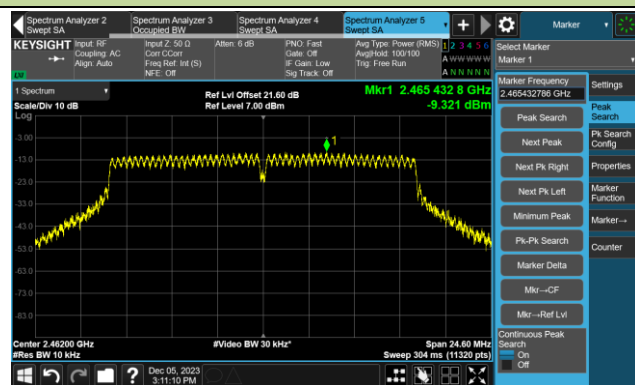 Spectrum Analyzer 2
Swept SA
Spectrum Analyzer 3
Occupied BW
Spectrum Analyzer 4
Swept SA
Spectrum Analyzer 5
Swept SA
Marker
KEYSIGHT
Input: RF
Coupling: AC
Align: Auto
Input Z: 50 Ω
Corr CCorr
Freq Ref: Int (S)
NFE: Off
Atten: 6 dB
PNO: Fast
Gate: Off
IF Gain: Low
Sig Track: Off
Avg Type: Power (RMS)
Avg|Hold: 100/100
Trig: Free Run
1 2 3 4 5 6
A W W W W W
A N N N N N
Select Marker
Marker 1
1 Spectrum
Scale/Div 10 dB
Log
Ref Lvl Offset 21.60 dB
Ref Level 7.00 dBm
Mkr1 2.465 432 8 GHz
-9.321 dBm
Marker Frequency
2.465432786 GHz
Peak Search
Next Peak
Next Pk Right
Next Pk Left
Minimum Peak
Pk-Pk Search
Marker Delta
Mkr→CF
Mkr→Ref Lvl
Continuous Peak
Search
On
Off
Settings
Peak
Search
Pk Search
Config
Properties
Marker
Function
Marker→
Counter
-3.00
-13.0
-23.0
-33.0
-43.0
-53.0
-63.0
-73.0
-83.0
1
Center 2.46200 GHz
#Res BW 10 kHz
#Video BW 30 kHz*
Span 24.60 MHz
Sweep 304 ms (11320 pts)
Dec 05, 2023
3:11:10 PM